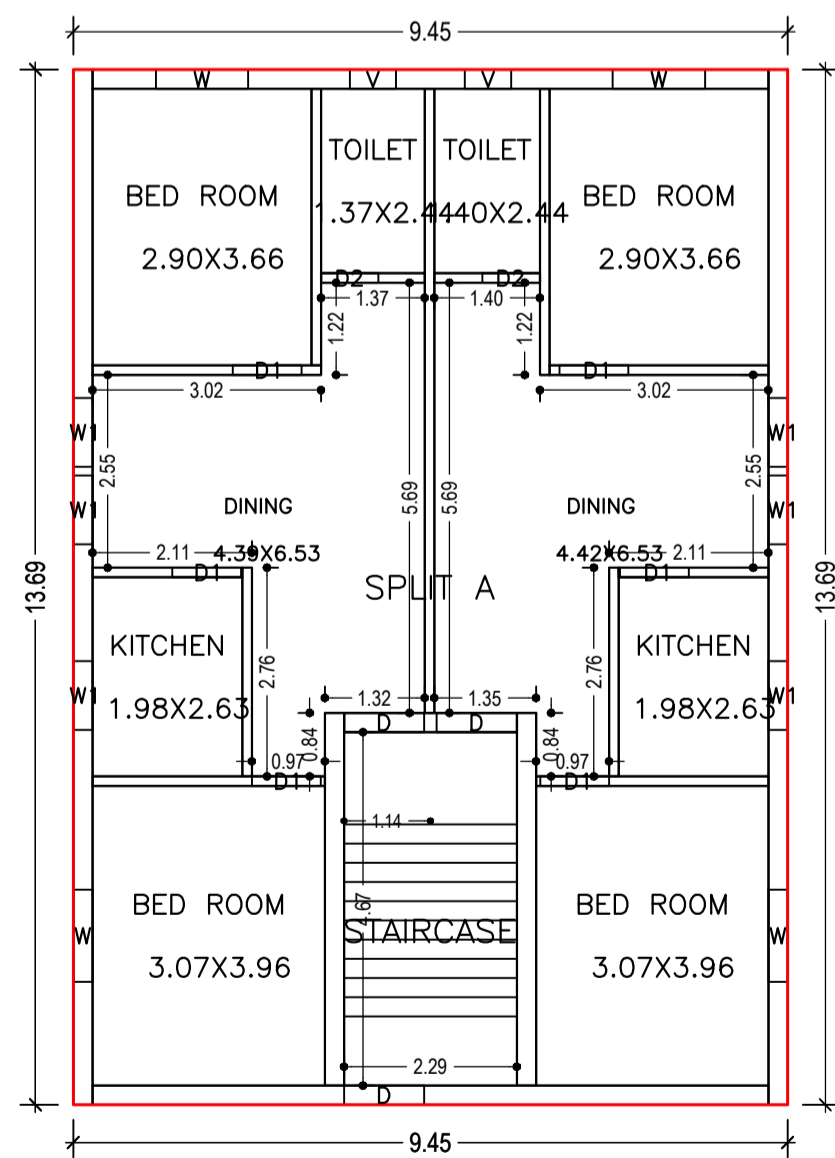 9.45
W V V W
TOILET TOILET
BED ROOM BED ROOM
1.37X2.44 1.40X2.44
2.90X3.66 2.90X3.66
D2 D2
1.37 1.40
1.22 1.22
D1 D1
3.02 3.02
W1 W1
2.55 2.55
5.69 5.69
DINING DINING
W1 W1
4.39X6.53 4.42X6.53
2.11 2.11
D1 D1
13.69 13.69
SPLIT A
KITCHEN KITCHEN
2.76 2.76
W1 W1
1.98X2.63 1.98X2.63
1.32 1.35
D D
0.84 0.84
0.97 0.97
D1 D1
1.14
BED ROOM BED ROOM
4.67
W STAIRCASE W
3.07X3.96 3.07X3.96
2.29
D
9.45